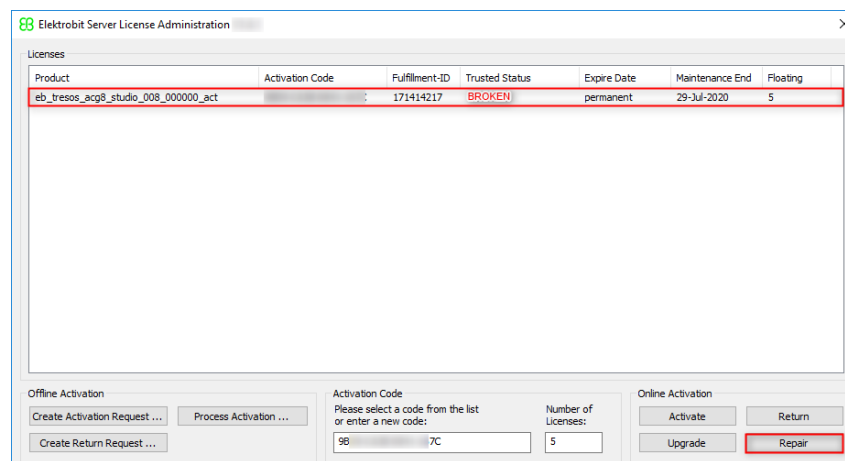 Elektrobit Server License Administration
Licenses
Product Activation Code Fulfillment-ID Trusted Status Expire Date Maintenance End Floating
eb_tresos_acg8_studio_008_000000_act 171414217 BROKEN permanent 29-Jul-2020 5
Offline Activation Activation Code Online Activation
Create Activation Request ... Process Activation ... Please select a code from the list Number of Activate Return
or enter a new code: Licenses:
Create Return Request ... 9B 7C 5 Upgrade Repair